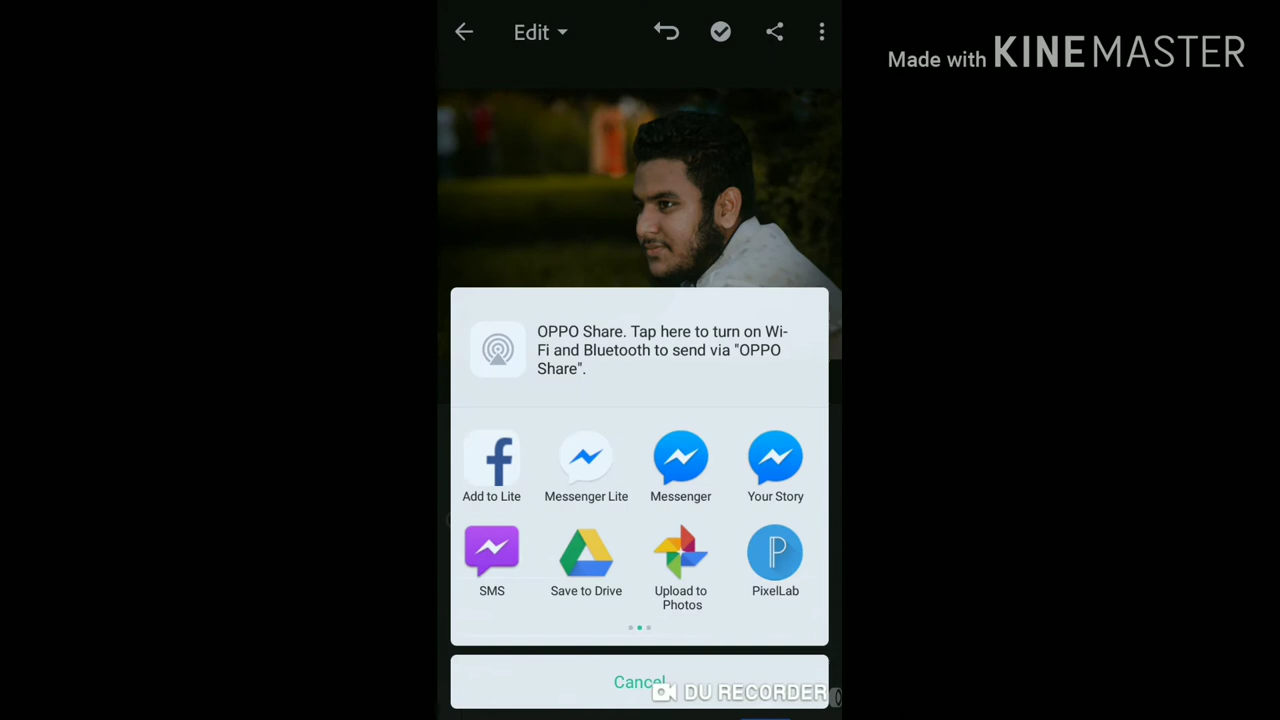 Edit
Made with KINEMASTER
OPPO Share. Tap here to turn on Wi-
Fi and Bluetooth to send via "OPPO
Share".
Add to Lite
Messenger Lite
Messenger
Your Story
SMS
Save to Drive
Upload to
Photos
PixelLab
Cancel
DU RECORDER